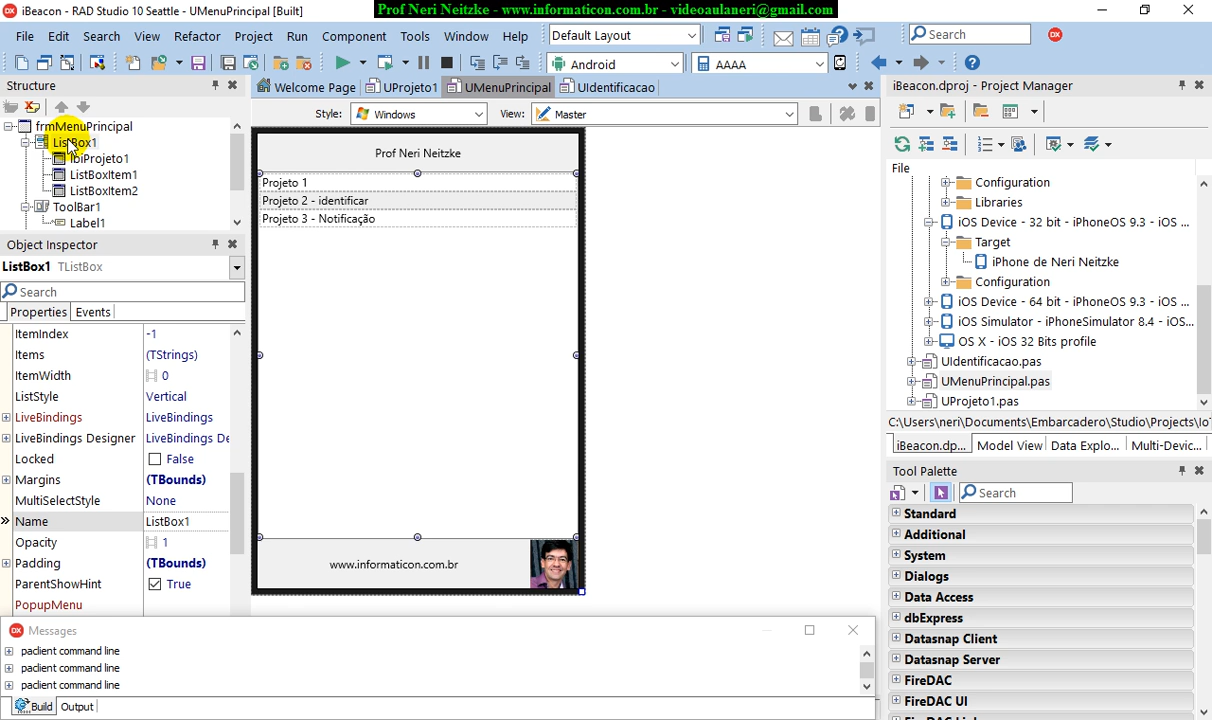 iBeacon - RAD Studio 10 Seattle - UMenuPrincipal [Built]
Prof Neri Neitzke - www.informaticon.com.br - videoaulaneri@gmail.com
File Edit Search View Refactor Project Run Component Tools Window Help
Default Layout
Search
Android
AAAA
Structure
frmMenuPrincipal
ListBox1
lbiProjeto1
ListBoxItem1
ListBoxItem2
ToolBar1
Label1
Object Inspector
ListBox1 TListBox
Search
Properties Events
ItemIndex -1
Items (TStrings)
ItemWidth 0
ListStyle Vertical
LiveBindings LiveBindings
LiveBindings Designer LiveBindings De
Locked False
Margins (TBounds)
MultiSelectStyle None
Name ListBox1
Opacity 1
Padding (TBounds)
ParentShowHint True
PopupMenu
Welcome Page UProjeto1 UMenuPrincipal UIdentificacao
Style: Windows View: Master
Prof Neri Neitzke
Projeto 1
Projeto 2 - identificar
Projeto 3 - Notificação
www.informaticon.com.br
Messages
paclient command line
paclient command line
paclient command line
Build Output
iBeacon.dproj - Project Manager
File
Configuration
Libraries
iOS Device - 32 bit - iPhoneOS 9.3 - iOS ...
Target
iPhone de Neri Neitzke
Configuration
iOS Device - 64 bit - iPhoneOS 9.3 - iOS ...
iOS Simulator - iPhoneSimulator 8.4 - iOS...
OS X - iOS 32 Bits profile
UIdentificacao.pas
UMenuPrincipal.pas
UProjeto1.pas
C:\Users\neri\Documents\Embarcadero\Studio\Projects\IoT
iBeacon.dp... Model View Data Explo... Multi-Devic...
Tool Palette
Search
Standard
Additional
System
Dialogs
Data Access
dbExpress
Datasnap Client
Datasnap Server
FireDAC
FireDAC UI